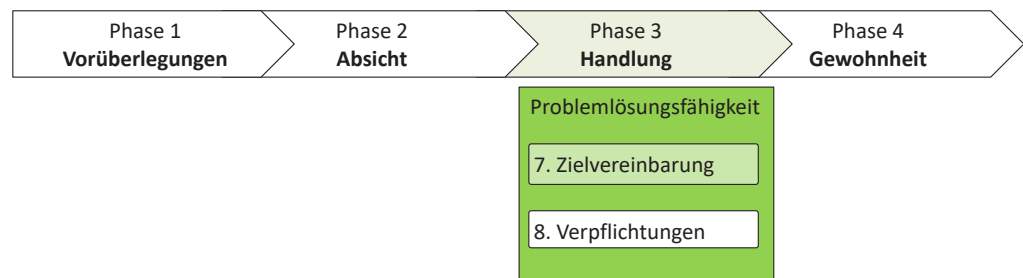 Phase 1
Vorüberlegungen
Phase 2
Absicht
Phase 3
Handlung
Phase 4
Gewohnheit
Problemlösungsfähigkeit
7. Zielvereinbarung
8. Verpflichtungen